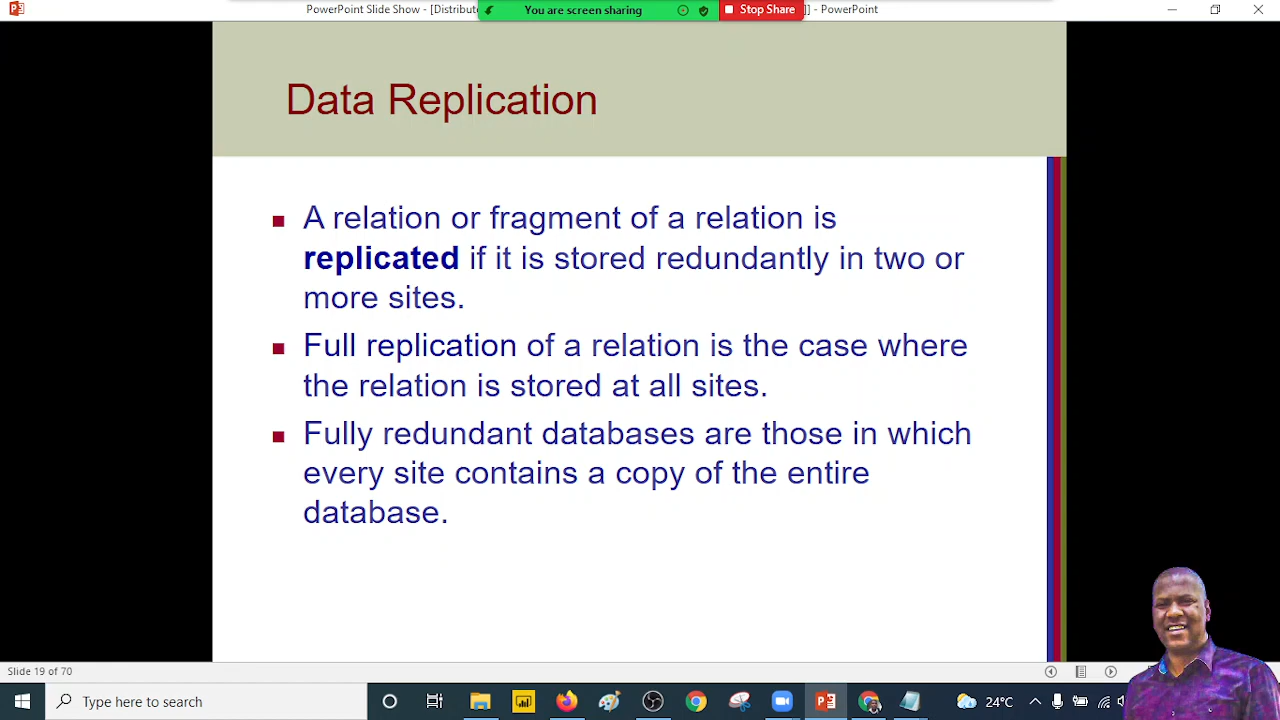 PowerPoint Slide Show - [Distribut
You are screen sharing
Stop Share
]] - PowerPoint
Data Replication
A relation or fragment of a relation is
replicated if it is stored redundantly in two or
more sites.
Full replication of a relation is the case where
the relation is stored at all sites.
Fully redundant databases are those in which
every site contains a copy of the entire
database.
Slide 19 of 70
Type here to search
24°C